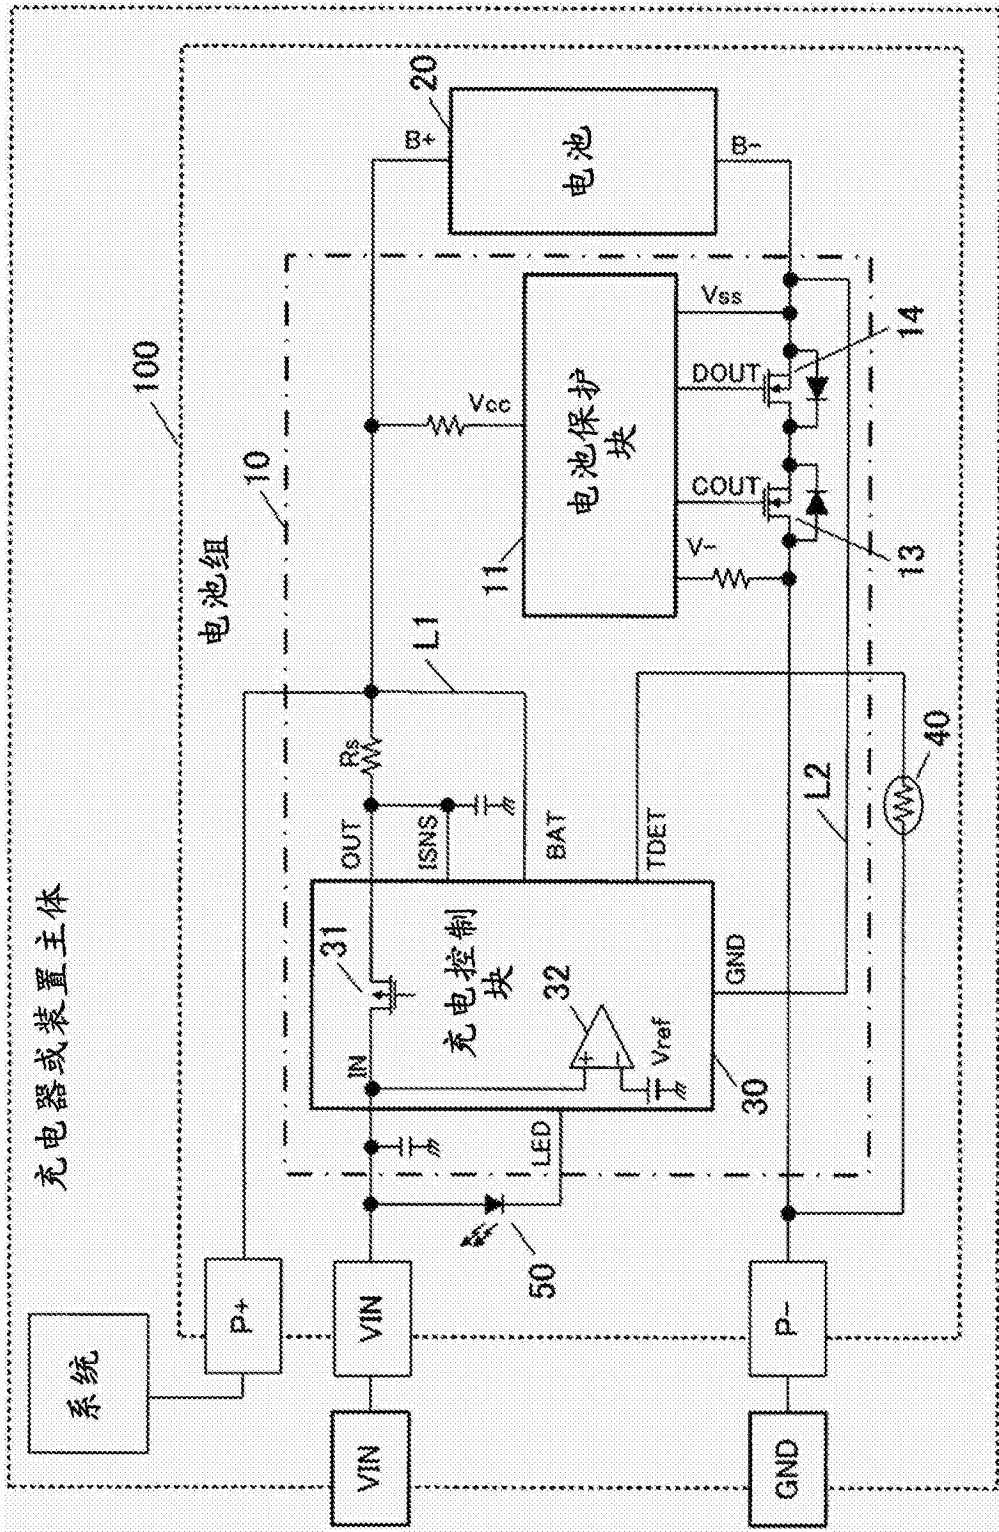 充电器或装置主体
系统
电池组
100
10
P+
VIN
VIN
P-
GND
50
LED
IN
31
充电控制
块
32
Vref
30
OUT
ISNS
BAT
TDET
GND
Rs
L1
L2
40
11
电池保护
块
Vcc
V-
COUT
DOUT
Vss
13
14
B+
20
电池
B-